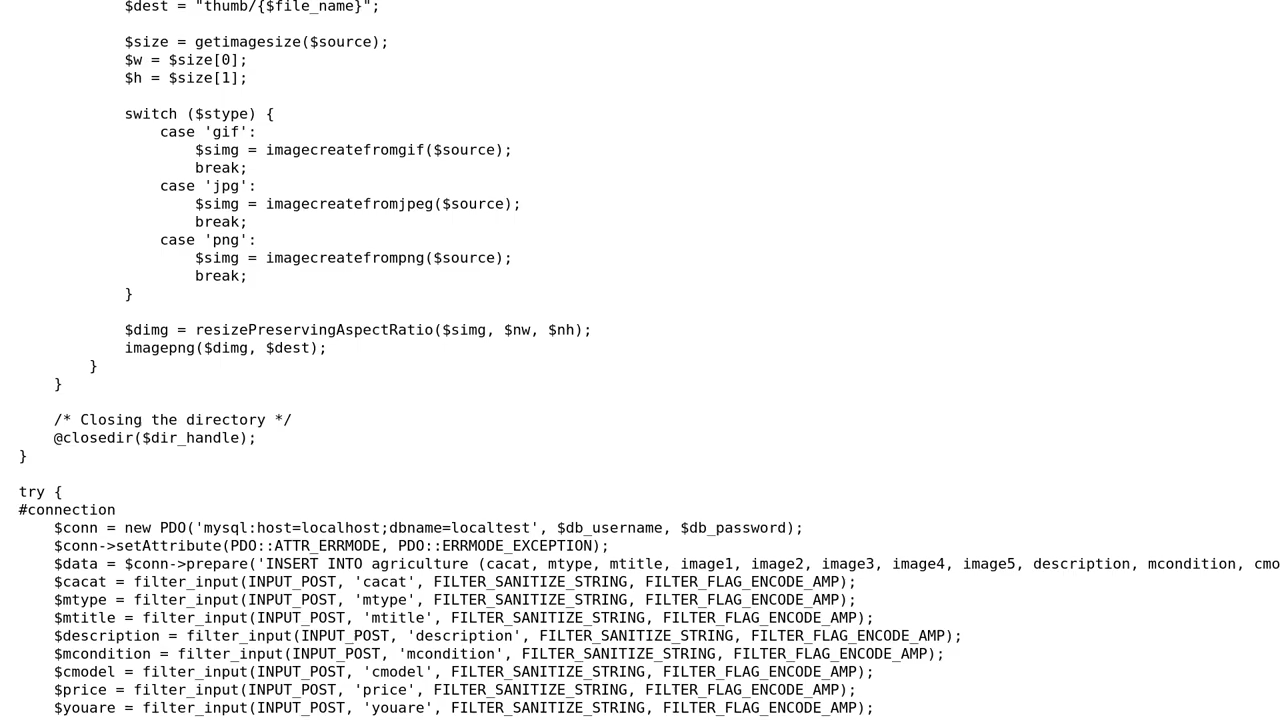 $dest = "thumb/{$file_name}";
$size = getimagesize($source);
$w = $size[0];
$h = $size[1];
switch ($stype) {
case 'gif':
$simg = imagecreatefromgif($source);
break;
case 'jpg':
$simg = imagecreatefromjpeg($source);
break;
case 'png':
$simg = imagecreatefrompng($source);
break;
}
$dimg = resizePreservingAspectRatio($simg, $nw, $nh);
imagepng($dimg, $dest);
}
}
/* Closing the directory */
@closedir($dir_handle);
}
try {
#connection
$conn = new PDO('mysql:host=localhost;dbname=localtest', $db_username, $db_password);
$conn->setAttribute(PDO::ATTR_ERRMODE, PDO::ERRMODE_EXCEPTION);
$data = $conn->prepare('INSERT INTO agriculture (cacat, mtype, mtitle, image1, image2, image3, image4, image5, description, mcondition, cmo
$cacat = filter_input(INPUT_POST, 'cacat', FILTER_SANITIZE_STRING, FILTER_FLAG_ENCODE_AMP);
$mtype = filter_input(INPUT_POST, 'mtype', FILTER_SANITIZE_STRING, FILTER_FLAG_ENCODE_AMP);
$mtitle = filter_input(INPUT_POST, 'mtitle', FILTER_SANITIZE_STRING, FILTER_FLAG_ENCODE_AMP);
$description = filter_input(INPUT_POST, 'description', FILTER_SANITIZE_STRING, FILTER_FLAG_ENCODE_AMP);
$mcondition = filter_input(INPUT_POST, 'mcondition', FILTER_SANITIZE_STRING, FILTER_FLAG_ENCODE_AMP);
$cmodel = filter_input(INPUT_POST, 'cmodel', FILTER_SANITIZE_STRING, FILTER_FLAG_ENCODE_AMP);
$price = filter_input(INPUT_POST, 'price', FILTER_SANITIZE_STRING, FILTER_FLAG_ENCODE_AMP);
$youare = filter_input(INPUT_POST, 'youare', FILTER_SANITIZE_STRING, FILTER_FLAG_ENCODE_AMP);